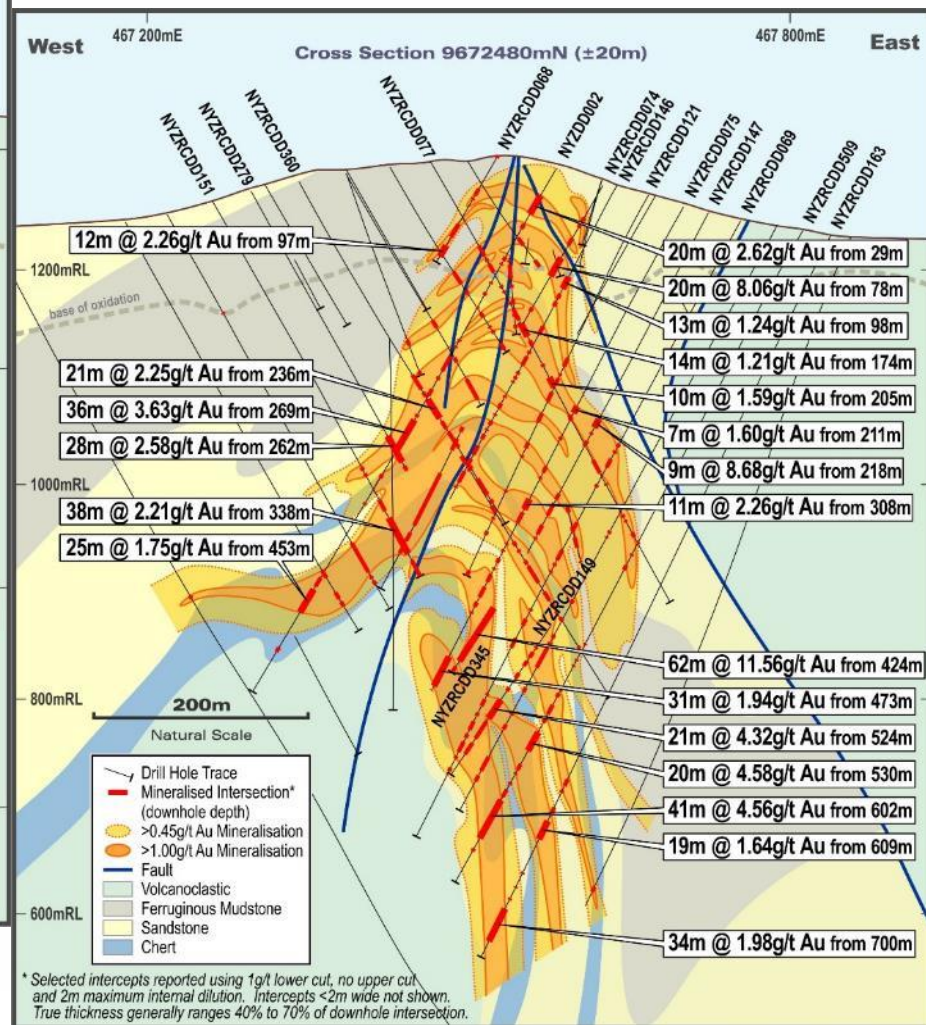 West
467 200mE
467 800mE
East
Cross Section 9672480mN (±20m)
NYZRCDD151
NYZRCDD279
NYZRCDD360
NYZRCDD077
NYZRCDD068
NYZDD002
NYZRCDD074
NYZRCDD146
NYZRCDD121
NYZRCDD075
NYZRCDD147
NYZRCDD069
NYZRCDD509
NYZRCDD163
12m @ 2.26g/t Au from 97m
1200mRL
base of oxidation
21m @ 2.25g/t Au from 236m
36m @ 3.63g/t Au from 269m
28m @ 2.58g/t Au from 262m
1000mRL
38m @ 2.21g/t Au from 338m
25m @ 1.75g/t Au from 453m
20m @ 2.62g/t Au from 29m
20m @ 8.06g/t Au from 78m
13m @ 1.24g/t Au from 98m
14m @ 1.21g/t Au from 174m
10m @ 1.59g/t Au from 205m
7m @ 1.60g/t Au from 211m
9m @ 8.68g/t Au from 218m
11m @ 2.26g/t Au from 308m
NYZRCDD149
NYZRCDD345
62m @ 11.56g/t Au from 424m
31m @ 1.94g/t Au from 473m
21m @ 4.32g/t Au from 524m
20m @ 4.58g/t Au from 530m
41m @ 4.56g/t Au from 602m
19m @ 1.64g/t Au from 609m
34m @ 1.98g/t Au from 700m
800mRL
200m
Natural Scale
Drill Hole Trace
Mineralised Intersection*
(downhole depth)
>0.45g/t Au Mineralisation
>1.00g/t Au Mineralisation
Fault
Volcanoclastic
Ferruginous Mudstone
Sandstone
Chert
600mRL
* Selected intercepts reported using 1g/t lower cut, no upper cut
and 2m maximum internal dilution. Intercepts <2m wide not shown.
True thickness generally ranges 40% to 70% of downhole intersection.